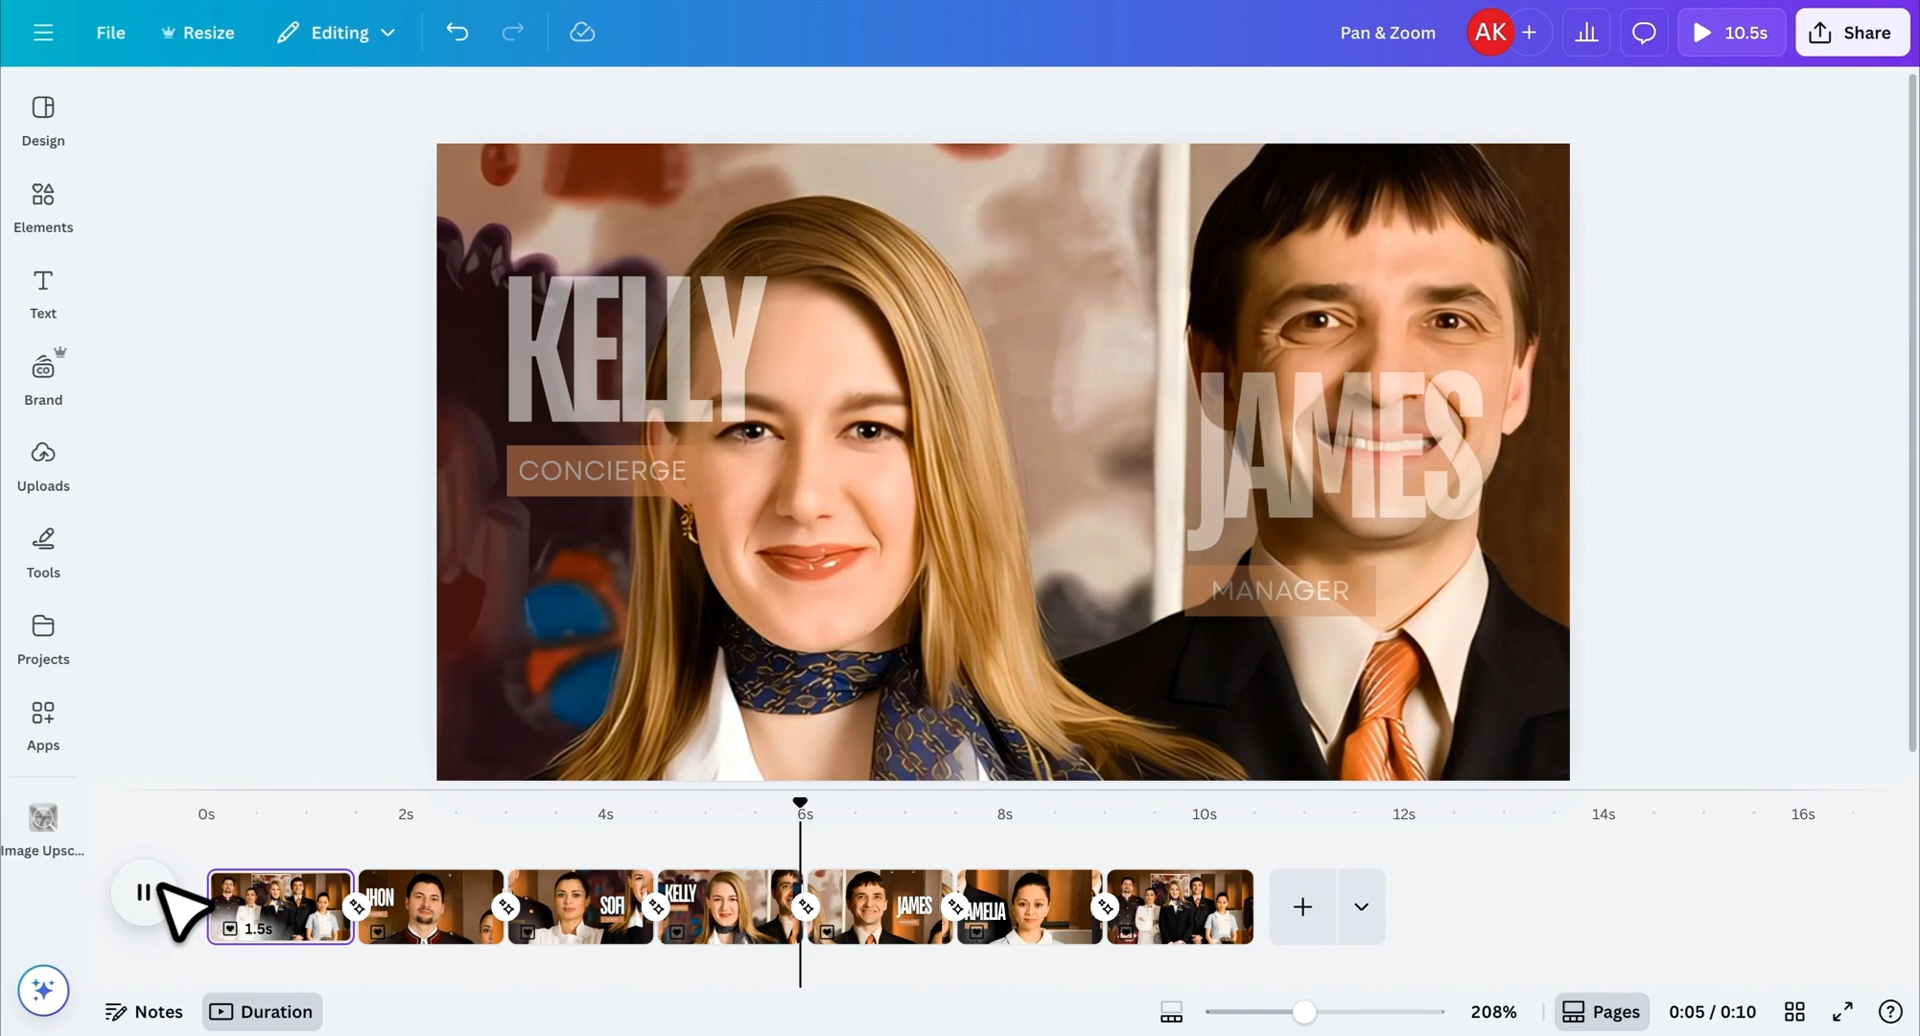 File
Resize
Editing
Pan & Zoom
AK
10.5s
Share
Design
Elements
Text
Brand
CO
Uploads
Tools
Projects
Apps
Image Upsc...
KELLY
CONCIERGE
JAMES
MANAGER
0s 2s 4s 6s 8s 10s 12s 14s 16s
1.5s
JHON
SOFI
KELLY
JAMES
AMELIA
Notes
Duration
208%
Pages
0:05 / 0:10